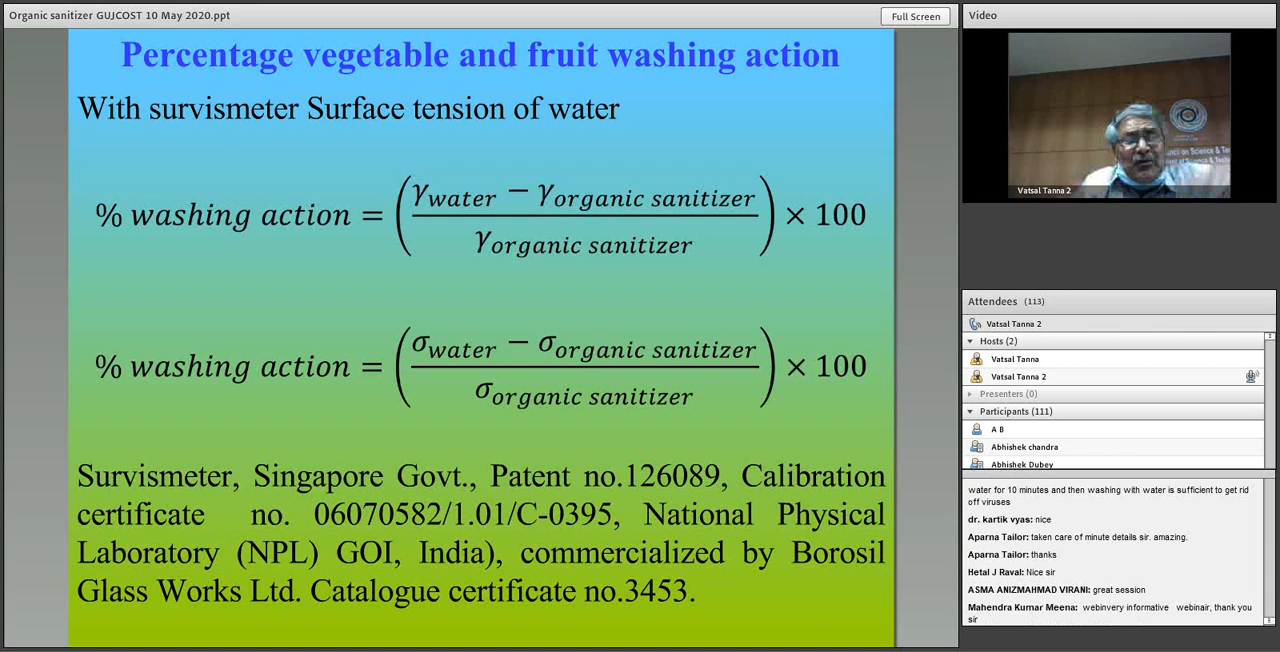 Organic sanitizer GUJCOST 10 May 2020.ppt
Full Screen
Percentage vegetable and fruit washing action
With survismeter Surface tension of water
% washing action = ((γwater − γorganic sanitizer)/γorganic sanitizer) × 100
% washing action = ((σwater − σorganic sanitizer)/σorganic sanitizer) × 100
Survismeter, Singapore Govt., Patent no.126089, Calibration
certificate no. 06070582/1.01/C-0395, National Physical
Laboratory (NPL) GOI, India), commercialized by Borosil
Glass Works Ltd. Catalogue certificate no.3453.
Video
Council on Science & Te
Vatsal Tanna 2
Attendees (113)
Vatsal Tanna 2
Hosts (2)
Vatsal Tanna
Vatsal Tanna 2
Presenters (0)
Participants (111)
A B
Abhishek chandra
Abhishek Dubey
water for 10 minutes and then washing with water is sufficient to get rid
off viruses
dr. kartik vyas: nice
Aparna Tailor: taken care of minute details sir. amazing.
Aparna Tailor: thanks
Hetal J Raval: Nice sir
ASMA ANIZMAHMAD VIRANI: great session
Mahendra Kumar Meena: webinvery informative webinair, thank you
sir